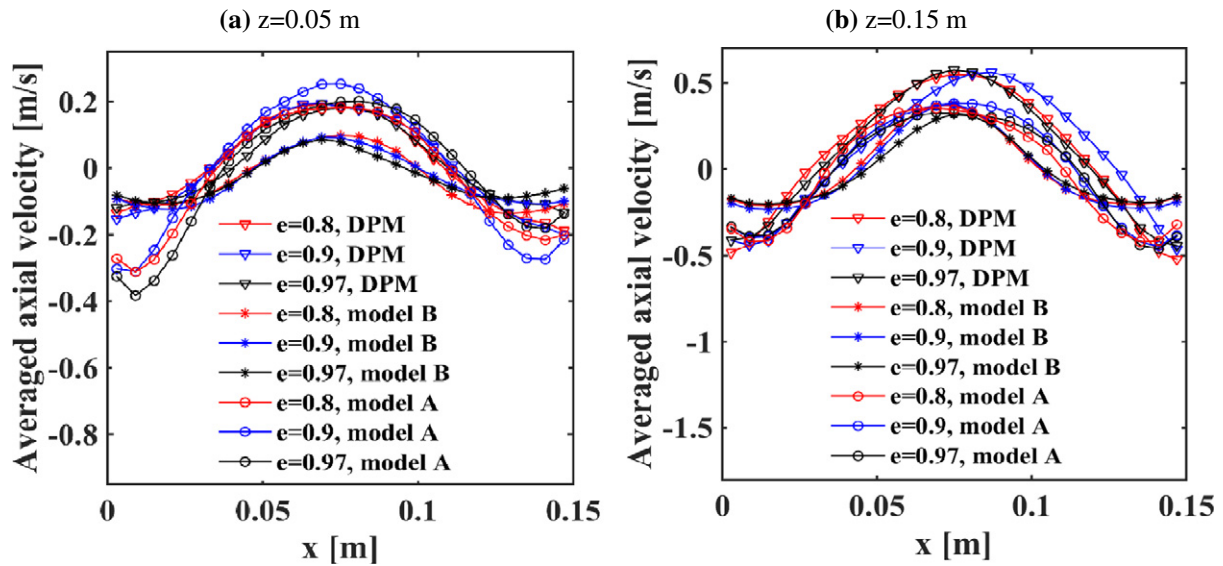 (a) z=0.05 m
Averaged axial velocity [m/s]
0.2
0
-0.2
-0.4
-0.6
-0.8
e=0.8, DPM
e=0.9, DPM
e=0.97, DPM
e=0.8, model B
e=0.9, model B
e=0.97, model B
e=0.8, model A
e=0.9, model A
e=0.97, model A
0 0.05 0.1 0.15
x [m]
(b) z=0.15 m
Averaged axial velocity [m/s]
0.5
0
-0.5
-1
-1.5
e=0.8, DPM
e=0.9, DPM
e=0.97, DPM
e=0.8, model B
e=0.9, model B
e=0.97, model B
e=0.8, model A
e=0.9, model A
e=0.97, model A
0 0.05 0.1 0.15
x [m]